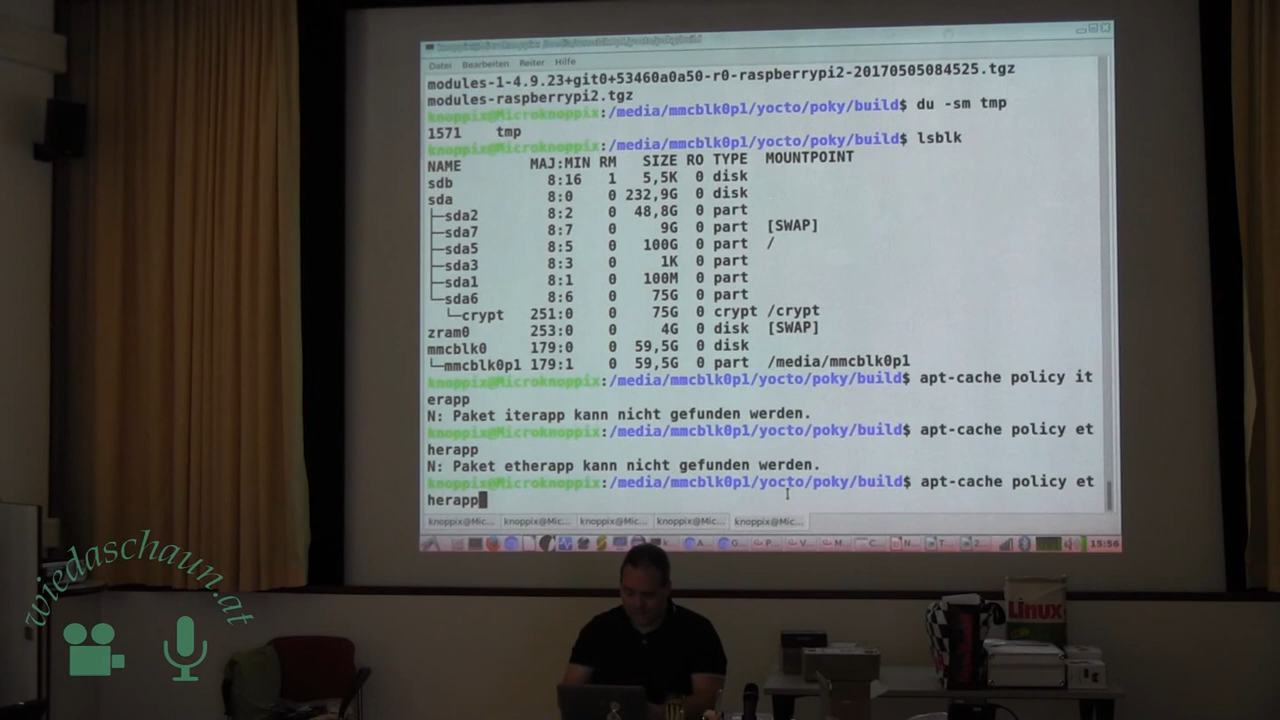 Datei Bearbeiten Reiter Hilfe
modules-1-4.9.23+git0+53460a0a50-r0-raspberrypi2-20170505084525.tgz
modules-raspberrypi2.tgz
knoppix@Microknoppix:/media/mmcblk0p1/yocto/poky/build$ du -sm tmp
1571 tmp
knoppix@Microknoppix:/media/mmcblk0p1/yocto/poky/build$ lsblk
NAME MAJ:MIN RM SIZE RO TYPE MOUNTPOINT
sdb 8:16 1 5,5K 0 disk
sda 8:0 0 232,9G 0 disk
├─sda2 8:2 0 48,8G 0 part
├─sda7 8:7 0 9G 0 part [SWAP]
├─sda5 8:5 0 100G 0 part /
├─sda3 8:3 0 1K 0 part
├─sda1 8:1 0 100M 0 part
└─sda6 8:6 0 75G 0 part
└─crypt 251:0 0 75G 0 crypt /crypt
zram0 253:0 0 4G 0 disk [SWAP]
mmcblk0 179:0 0 59,5G 0 disk
└─mmcblk0p1 179:1 0 59,5G 0 part /media/mmcblk0p1
knoppix@Microknoppix:/media/mmcblk0p1/yocto/poky/build$ apt-cache policy it
erapp
N: Paket iterapp kann nicht gefunden werden.
knoppix@Microknoppix:/media/mmcblk0p1/yocto/poky/build$ apt-cache policy et
herapp
N: Paket etherapp kann nicht gefunden werden.
knoppix@Microknoppix:/media/mmcblk0p1/yocto/poky/build$ apt-cache policy et
herapp
knoppix@Mic... knoppix@Mic... knoppix@Mic... knoppix@Mic... knoppix@Mic...
15:56
Linux
wiedaschaun.at